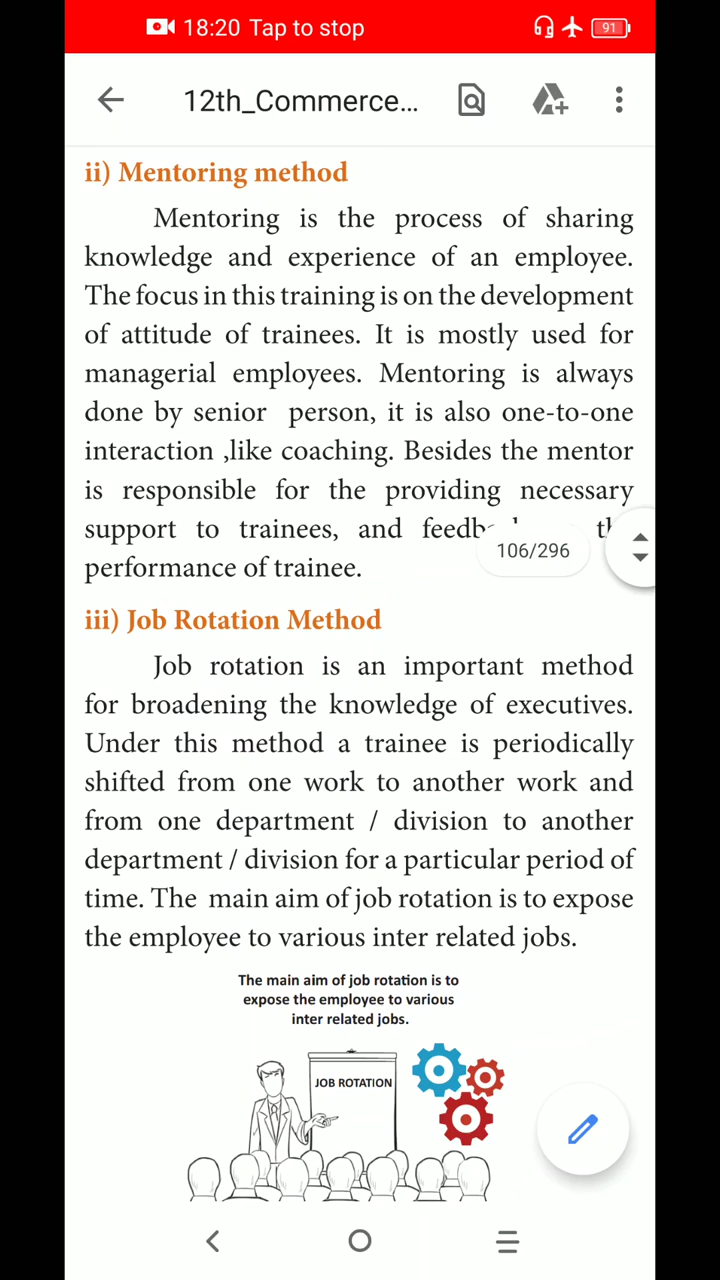 18:20 Tap to stop
91
12th_Commerce...
ii) Mentoring method
Mentoring is the process of sharing
knowledge and experience of an employee.
The focus in this training is on the development
of attitude of trainees. It is mostly used for
managerial employees. Mentoring is always
done by senior person, it is also one-to-one
interaction ,like coaching. Besides the mentor
is responsible for the providing necessary
support to trainees, and
106/296
performance of trainee.
iii) Job Rotation Method
Job rotation is an important method
for broadening the knowledge of executives.
Under this method a trainee is periodically
shifted from one work to another work and
from one department / division to another
department / division for a particular period of
time. The main aim of job rotation is to expose
the employee to various inter related jobs.
The main aim of job rotation is to
expose the employee to various
inter related jobs.
JOB ROTATION